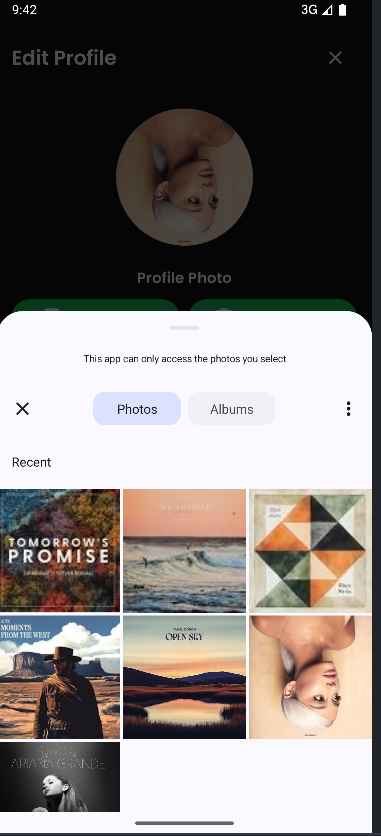 9:42
3G
Edit Profile
Profile Photo
This app can only access the photos you select
Photos
Albums
Recent
TOMORROW'S
PROMISE
MOMENTS
FROM THE WEST
OPEN SKY
ARIANA GRANDE